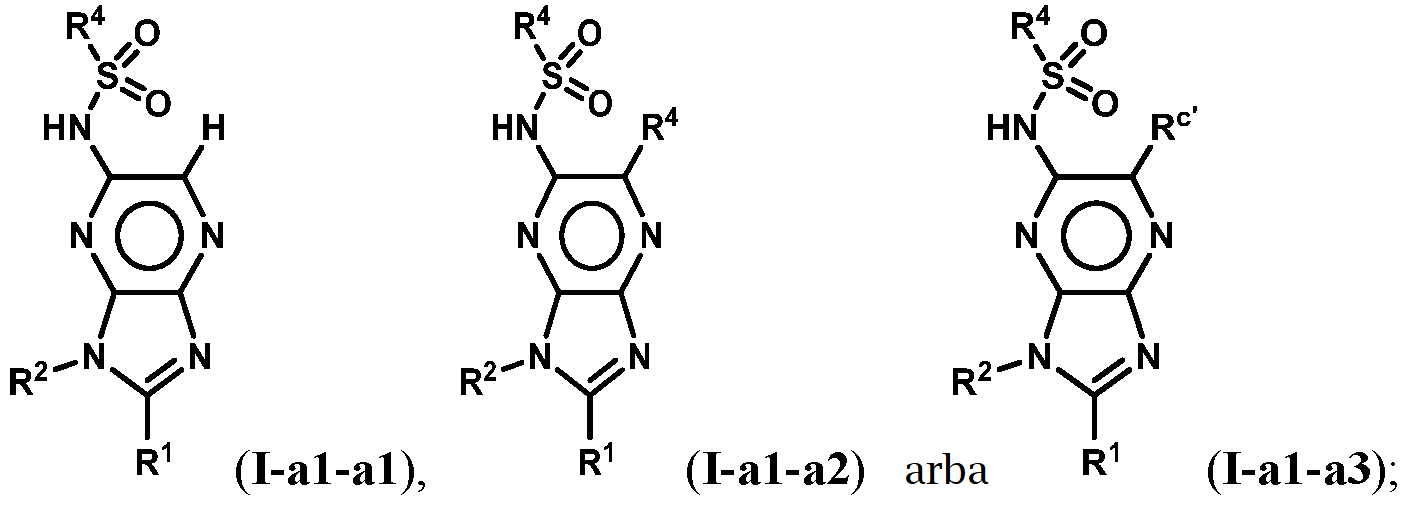 R⁴ O R⁴ O R⁴ O
S S S
O O O
HN H HN R⁴ HN Rᶜ'
N N N N N N
N N N N N N
R² R² R²
R¹ (I-a1-a1), R¹ (I-a1-a2) arba R¹ (I-a1-a3);